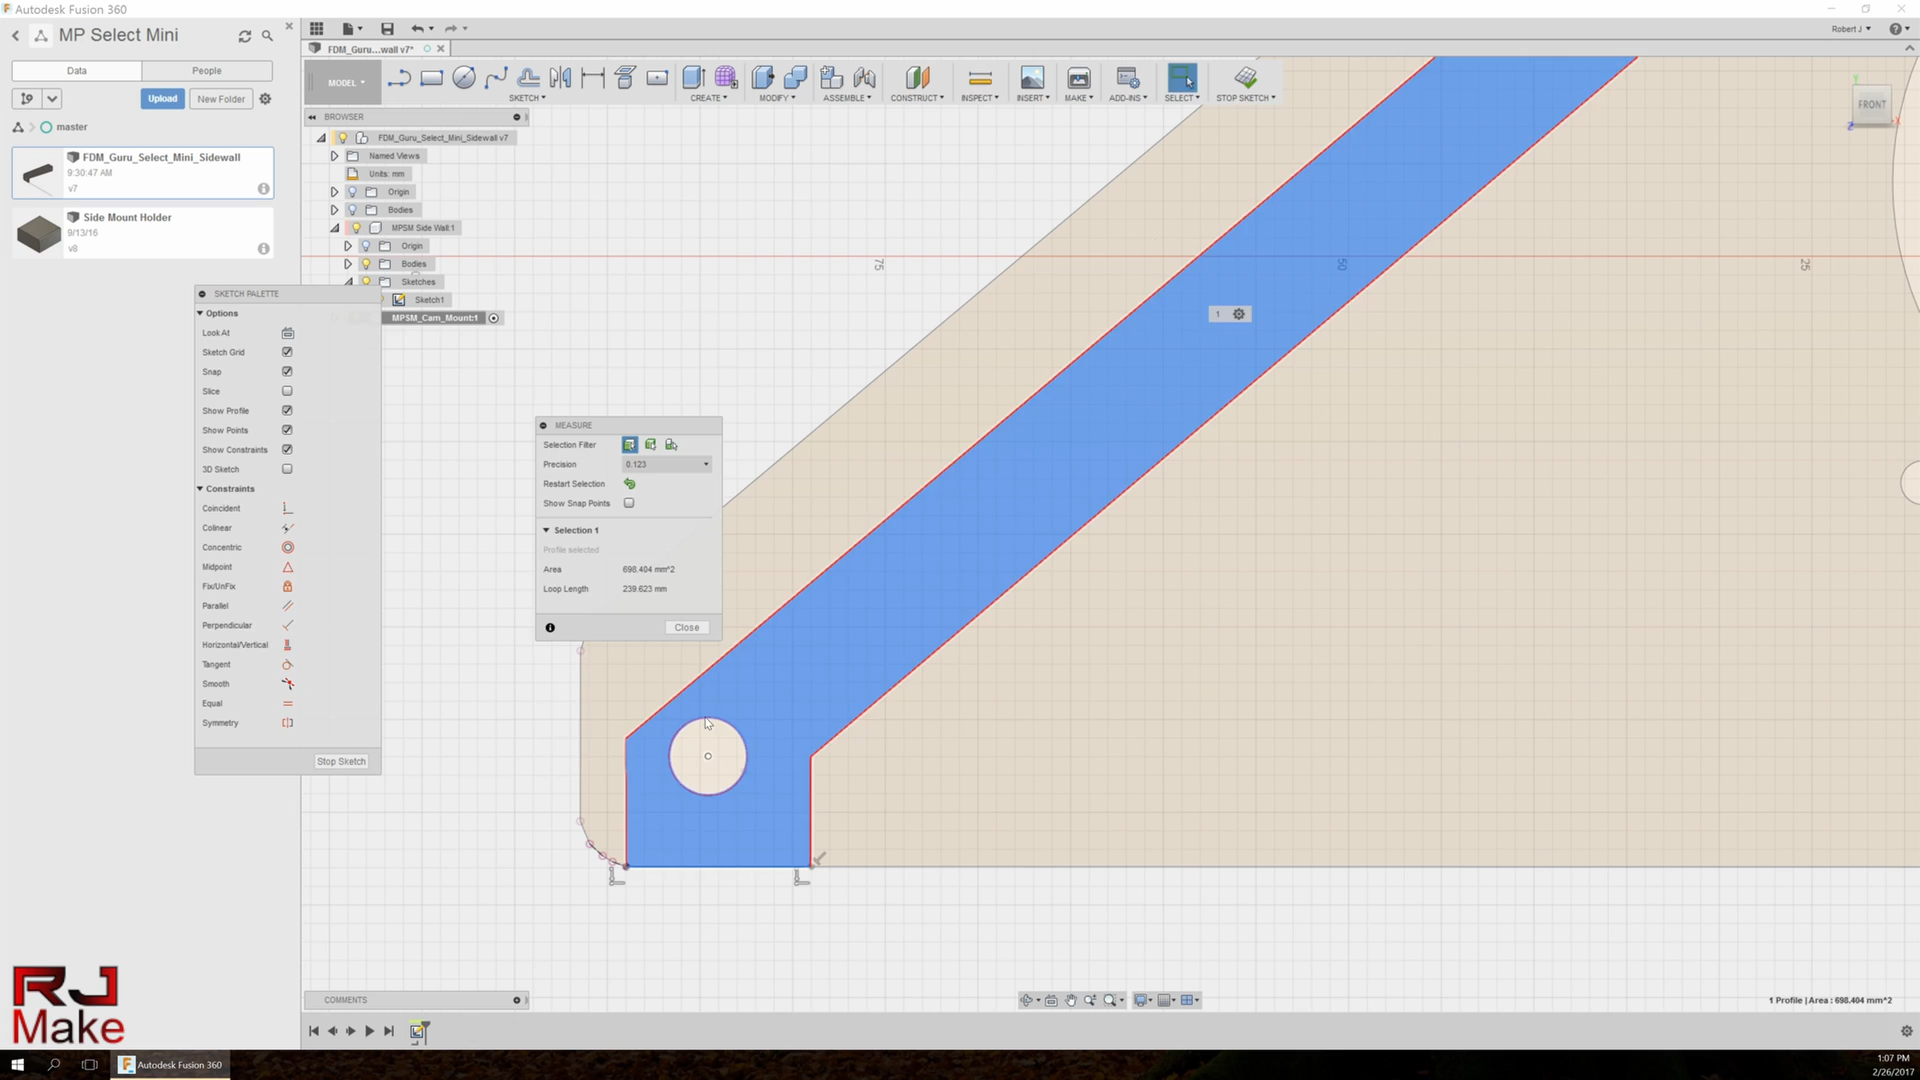 Autodesk Fusion 360
MP Select Mini
Data
People
Upload
New Folder
master
FDM_Guru_Select_Mini_Sidewall
9:30:47 AM
v7
Side Mount Holder
9/13/16
v8
Robert J
FDM_Guru...wall v7*
MODEL
SKETCH
CREATE
MODIFY
ASSEMBLE
CONSTRUCT
INSPECT
INSERT
MAKE
ADD-INS
SELECT
STOP SKETCH
FRONT
BROWSER
FDM_Guru_Select_Mini_Sidewall v7
Named Views
Units: mm
Origin
Bodies
MPSM Side Wall:1
Origin
Bodies
Sketches
Sketch1
MPSM_Cam_Mount:1
SKETCH PALETTE
Options
Look At
Sketch Grid
Snap
Slice
Show Profile
Show Points
Show Constraints
3D Sketch
Constraints
Coincident
Colinear
Concentric
Midpoint
Fix/UnFix
Parallel
Perpendicular
Horizontal/Vertical
Tangent
Smooth
Equal
Symmetry
Stop Sketch
75
50
25
1
MEASURE
Selection Filter
Precision 0.123
Restart Selection
Show Snap Points
Selection 1
Profile selected
Area 698.404 mm^2
Loop Length 239.623 mm
Close
COMMENTS
1 Profile | Area : 698.404 mm^2
RJ
Make
Autodesk Fusion 360
1:07 PM
2/26/2017